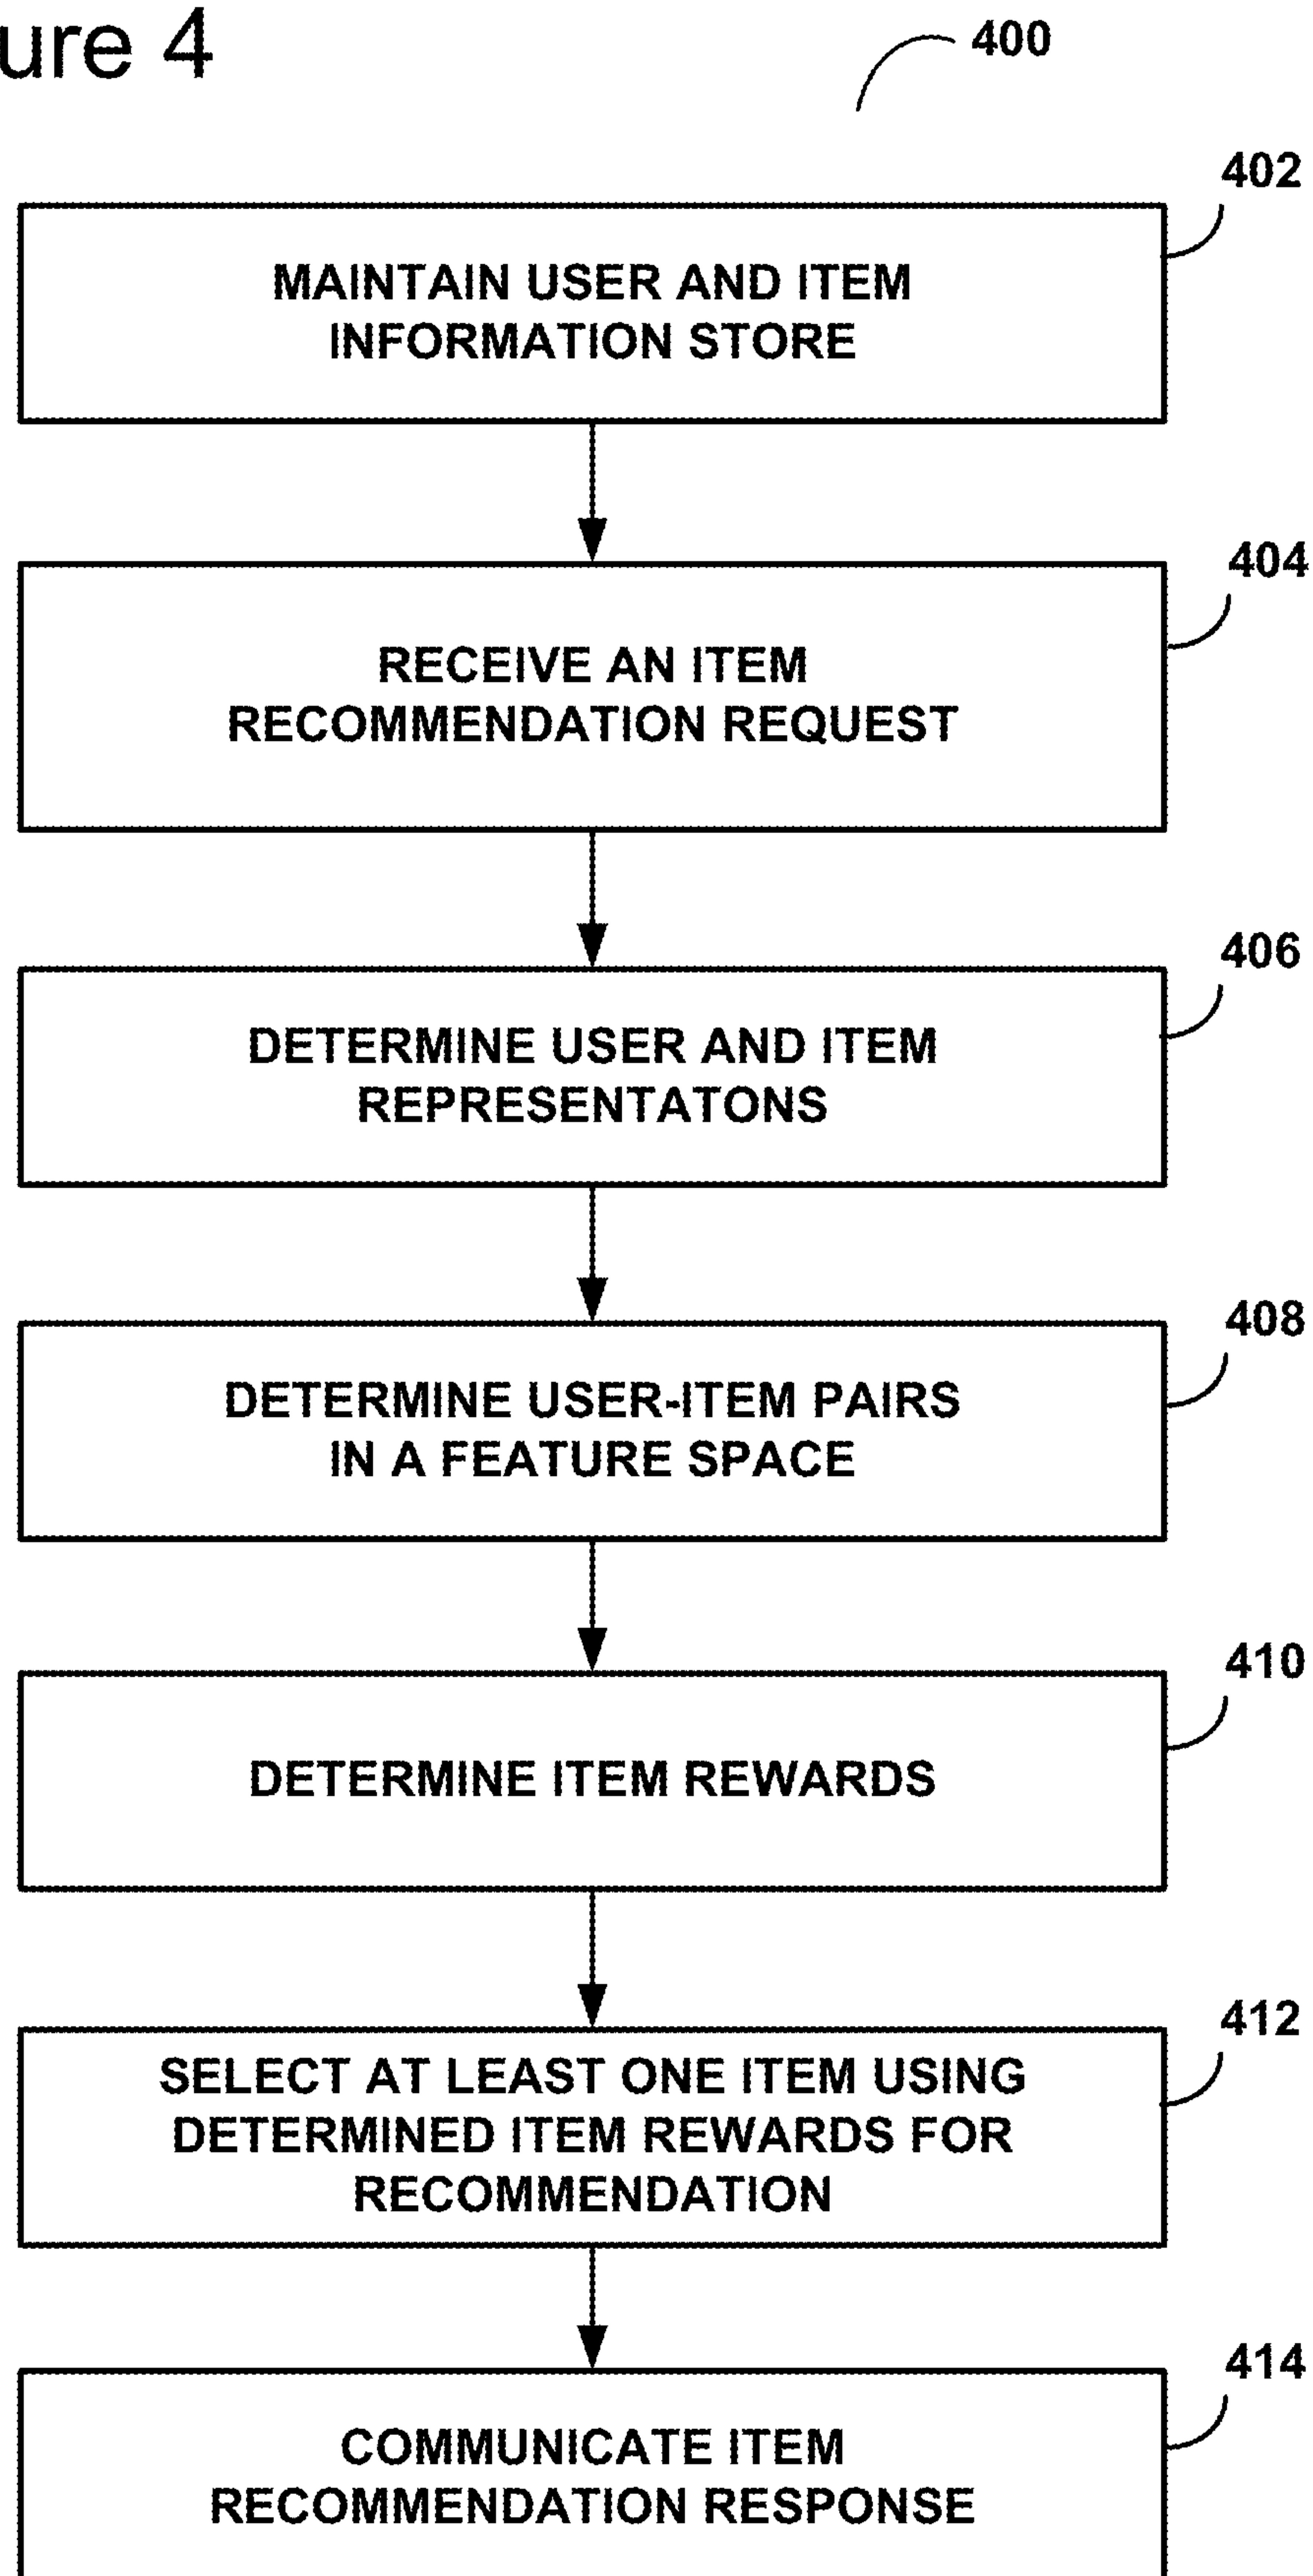 ure 4
400
402
MAINTAIN USER AND ITEM
INFORMATION STORE
404
RECEIVE AN ITEM
RECOMMENDATION REQUEST
406
DETERMINE USER AND ITEM
REPRESENTATONS
408
DETERMINE USER-ITEM PAIRS
IN A FEATURE SPACE
410
DETERMINE ITEM REWARDS
412
SELECT AT LEAST ONE ITEM USING
DETERMINED ITEM REWARDS FOR
RECOMMENDATION
414
COMMUNICATE ITEM
RECOMMENDATION RESPONSE